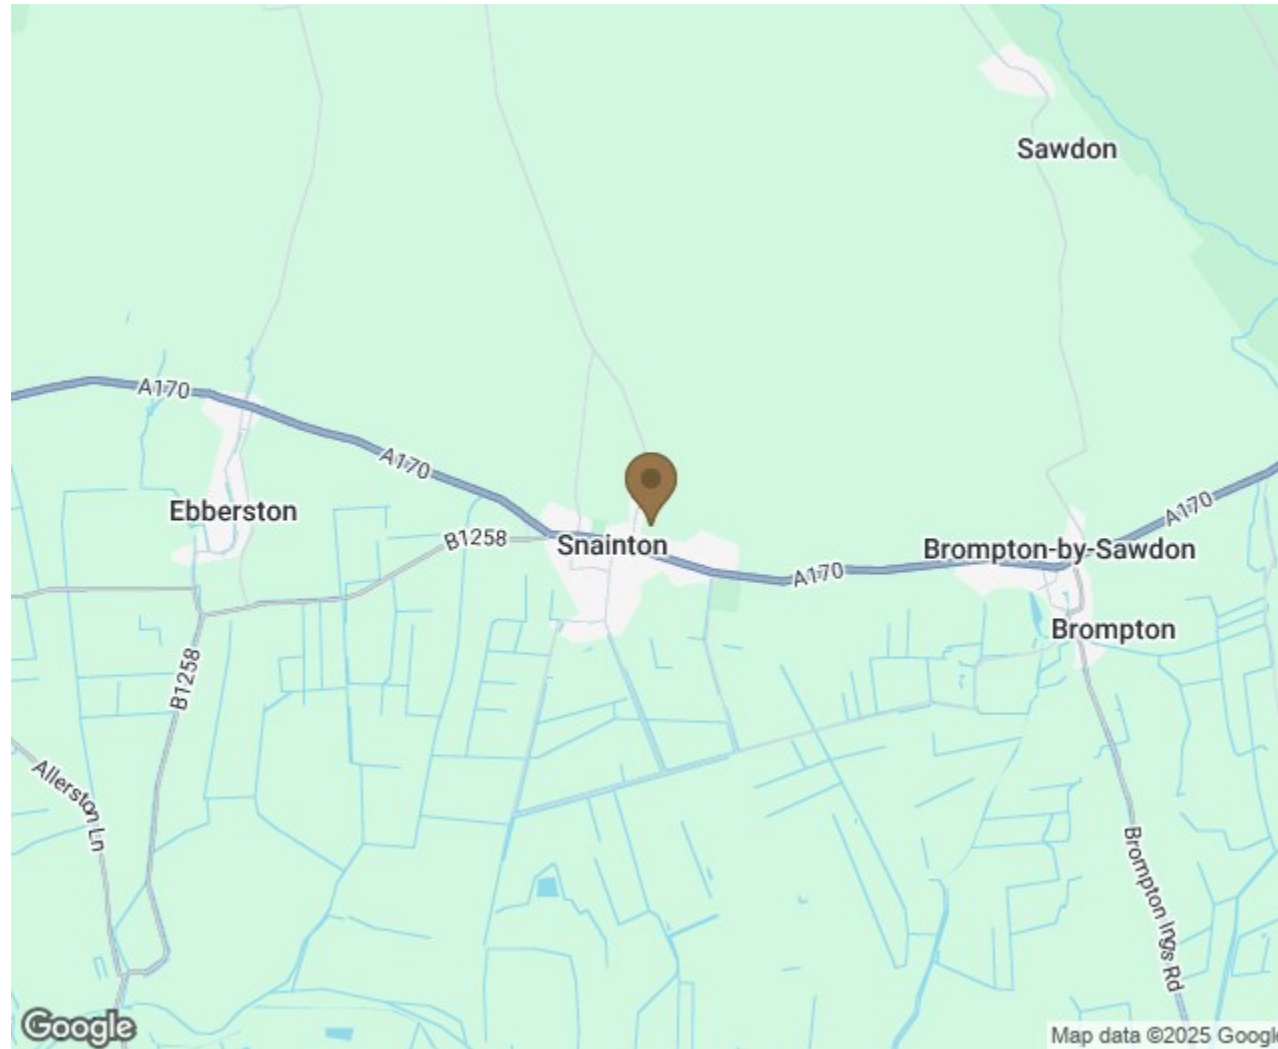 Sawdon
A170
A170
Ebberston
B1258
Snainton
A170
Brompton-by-Sawdon
A170
Brompton
B1258
Allerston Ln
Brompton Ings Rd
Google
Map data ©2025 Google